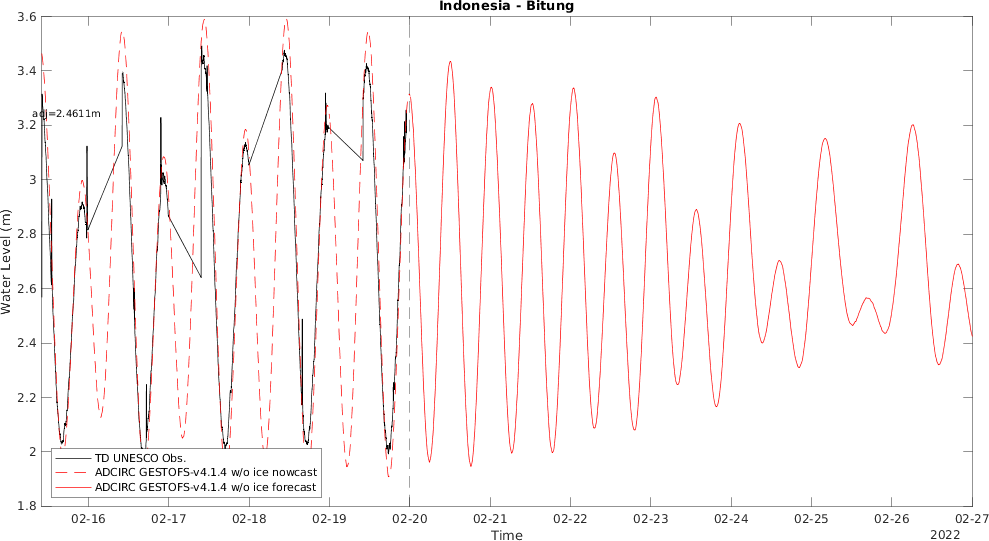 Indonesia - Bitung
3.6
3.4
adj=2.4611m
3.2
3
2.8
2.6
2.4
2.2
2
1.8
Water Level (m)
TD UNESCO Obs.
ADCIRC GESTOFS-v4.1.4 w/o ice nowcast
ADCIRC GESTOFS-v4.1.4 w/o ice forecast
02-16 02-17 02-18 02-19 02-20 02-21 02-22 02-23 02-24 02-25 02-26 02-27
Time
2022